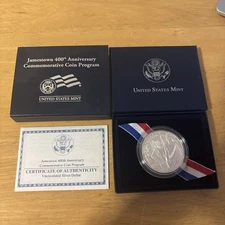 Jamestown 400th Anniversary
Commemorative Coin Program
UNITED STATES MINT
UNITED STATES MINT
Jamestown 400th Anniversary
Commemorative Coin Program
CERTIFICATE OF AUTHENTICITY
Uncirculated Silver Dollar